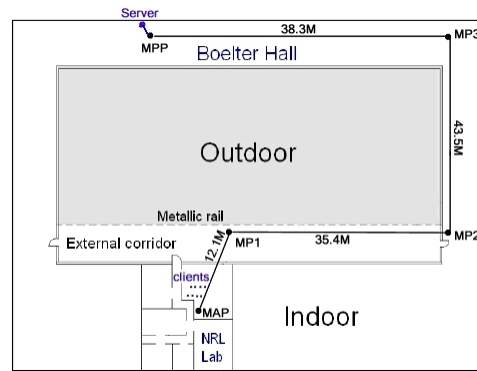 Server
38.3M
MPP
MP3
Boelter Hall
Outdoor
43.5M
Metallic rail
External corridor
12.1M
MP1
35.4M
MP2
clients
MAP
Indoor
NRL
Lab